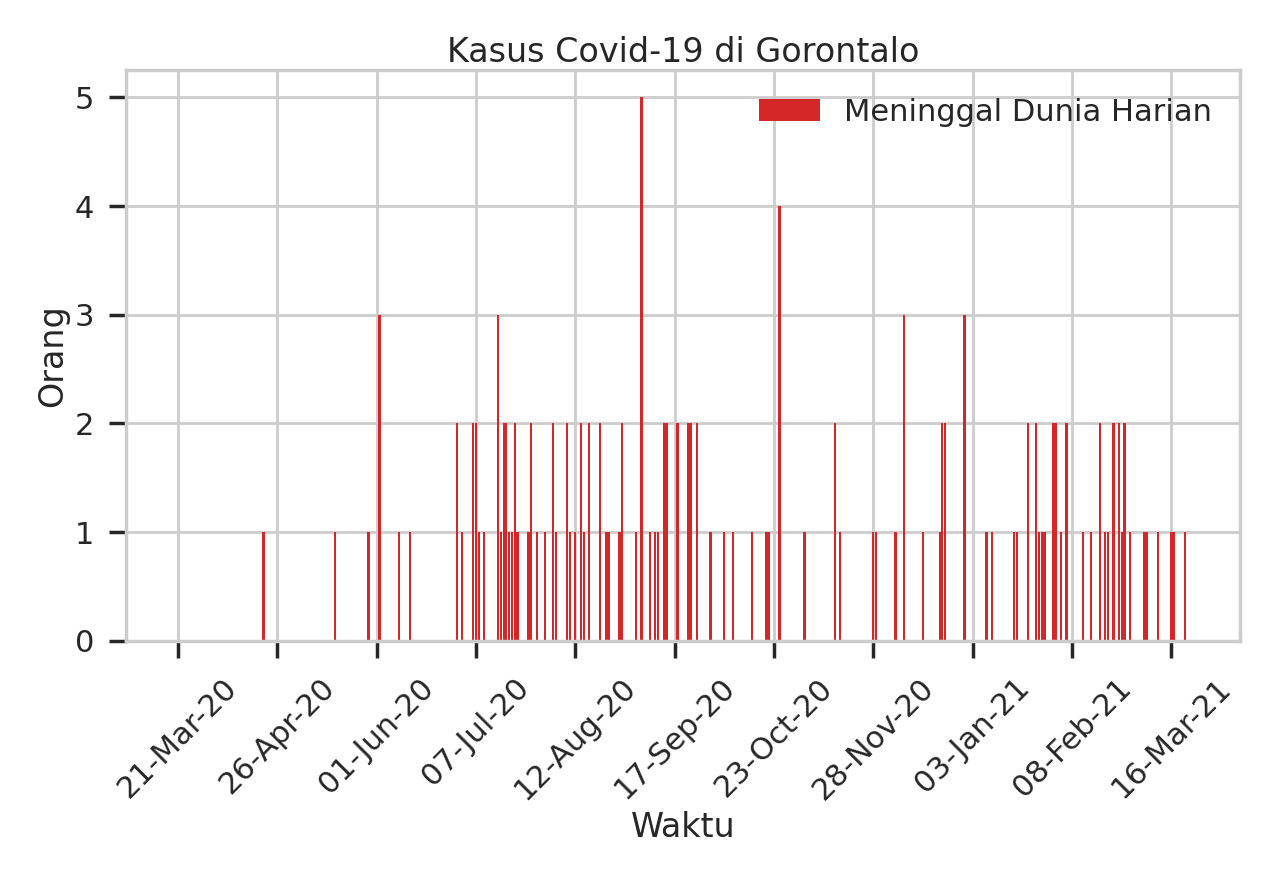 Kasus Covid-19 di Gorontalo
Meninggal Dunia Harian
Orang
5
4
3
2
1
0
21-Mar-20
26-Apr-20
01-Jun-20
07-Jul-20
12-Aug-20
17-Sep-20
23-Oct-20
28-Nov-20
03-Jan-21
08-Feb-21
16-Mar-21
Waktu